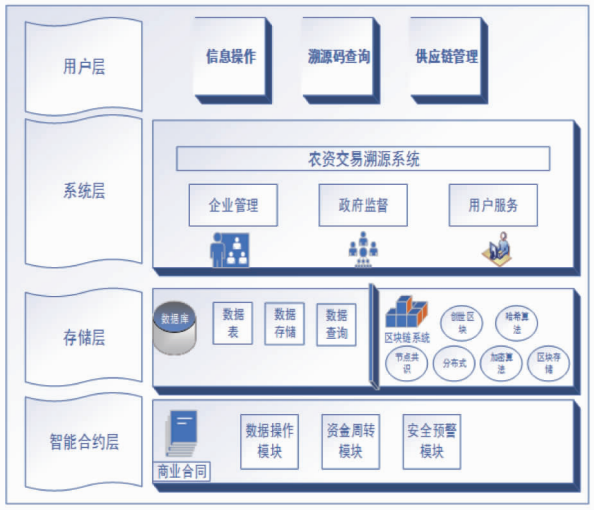 用户层
信息操作
溯源码查询
供应链管理
系统层
农资交易溯源系统
企业管理
政府监督
用户服务
存储层
数据库
数据
表
数据
存储
数据
查询
区块链系统
创世区
块
哈希算
法
节点共
识
分布式
加密算
法
区块存
储
智能合约层
商业合同
数据操作
模块
资金周转
模块
安全预警
模块